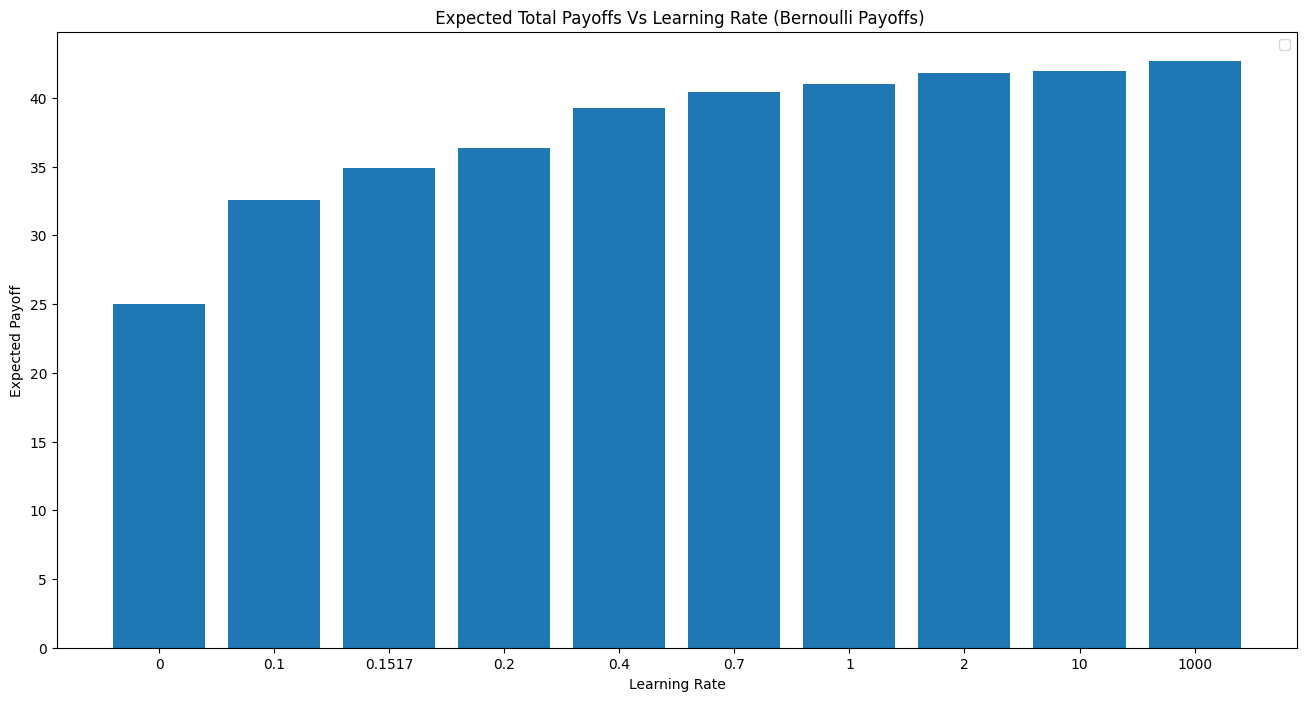 Expected Total Payoffs Vs Learning Rate (Bernoulli Payoffs)
Expected Payoff
40
35
30
25
20
15
10
5
0
0 0.1 0.1517 0.2 0.4 0.7 1 2 10 1000
Learning Rate